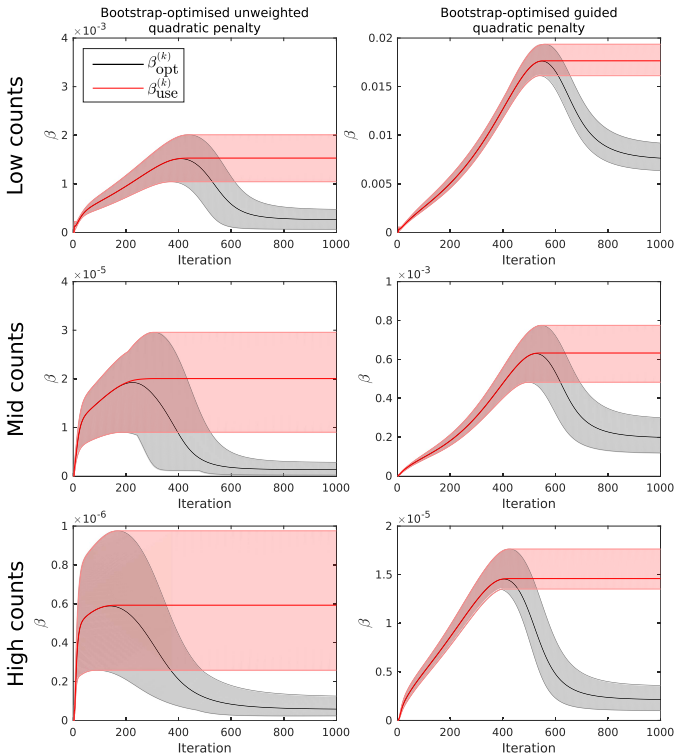 Bootstrap-optimised unweighted
quadratic penalty
Bootstrap-optimised guided
quadratic penalty
Low counts
×10⁻³
4
3
2
1
0
β
β_opt^(k)
β_use^(k)
0 200 400 600 800 1000
Iteration
0.02
0.015
0.01
0.005
0
β
0 200 400 600 800 1000
Iteration
Mid counts
×10⁻⁵
4
3
2
1
0
β
0 200 400 600 800 1000
Iteration
×10⁻³
1
0.8
0.6
0.4
0.2
0
β
0 200 400 600 800 1000
Iteration
High counts
×10⁻⁶
1
0.8
0.6
0.4
0.2
0
β
0 200 400 600 800 1000
Iteration
×10⁻⁵
2
1.5
1
0.5
0
β
0 200 400 600 800 1000
Iteration